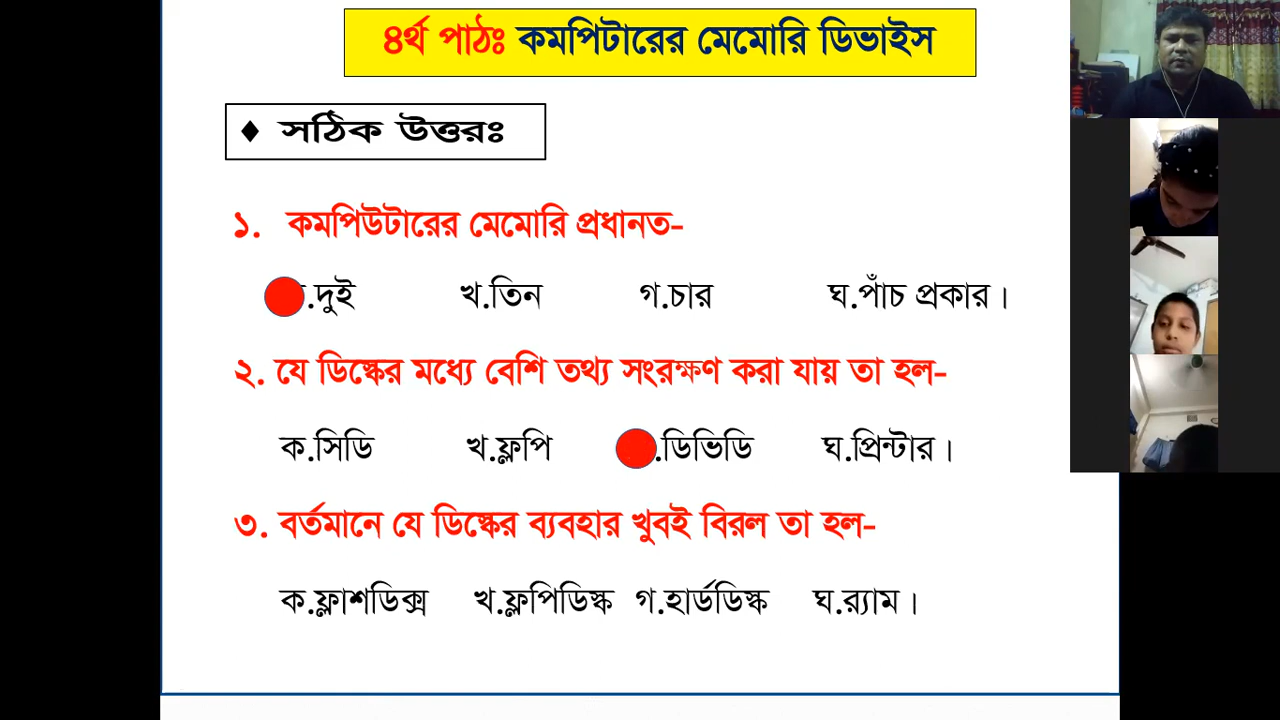 ৪র্থ পাঠঃ কমপিটারের মেমোরি ডিভাইস
♦ সঠিক উত্তরঃ
১. কমপিউটারের মেমোরি প্রধানত-
.দুই খ.তিন গ.চার ঘ.পাঁচ প্রকার।
২. যে ডিস্কের মধ্যে বেশি তথ্য সংরক্ষণ করা যায় তা হল-
ক.সিডি খ.ফ্লপি .ডিভিডি ঘ.প্রিন্টার।
৩. বর্তমানে যে ডিস্কের ব্যবহার খুবই বিরল তা হল-
ক.ফ্লাশডিক্স খ.ফ্লপিডিস্ক গ.হার্ডডিস্ক ঘ.র‍্যাম।